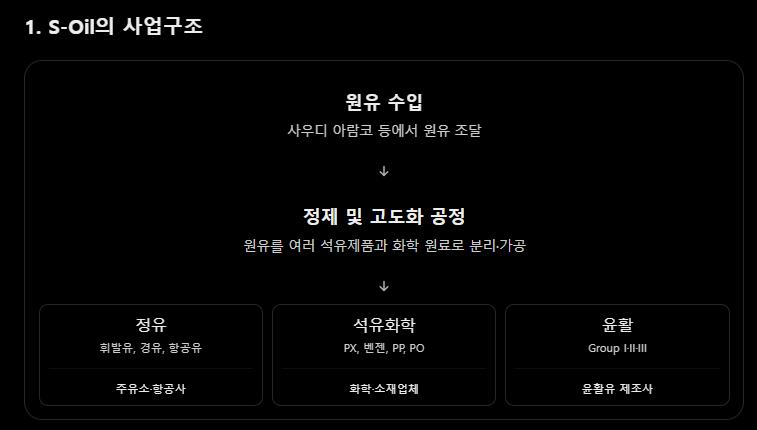 1. S-Oil의 사업구조
원유 수입
사우디 아람코 등에서 원유 조달
↓
정제 및 고도화 공정
원유를 여러 석유제품과 화학 원료로 분리·가공
↓
정유
휘발유, 경유, 항공유
주유소·항공사
석유화학
PX, 벤젠, PP, PO
화학·소재업체
윤활
Group I·II·III
윤활유 제조사